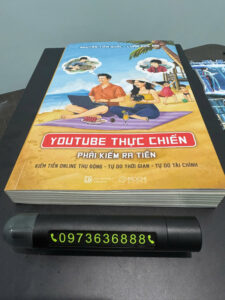 YOUTUBE THỰC CHIẾN
PHẢI KIẾM RA TIỀN
KIẾM TIỀN ONLINE THỤ ĐỘNG - TỰ DO THỜI GIAN - TỰ DO TÀI CHÍNH
0973636888